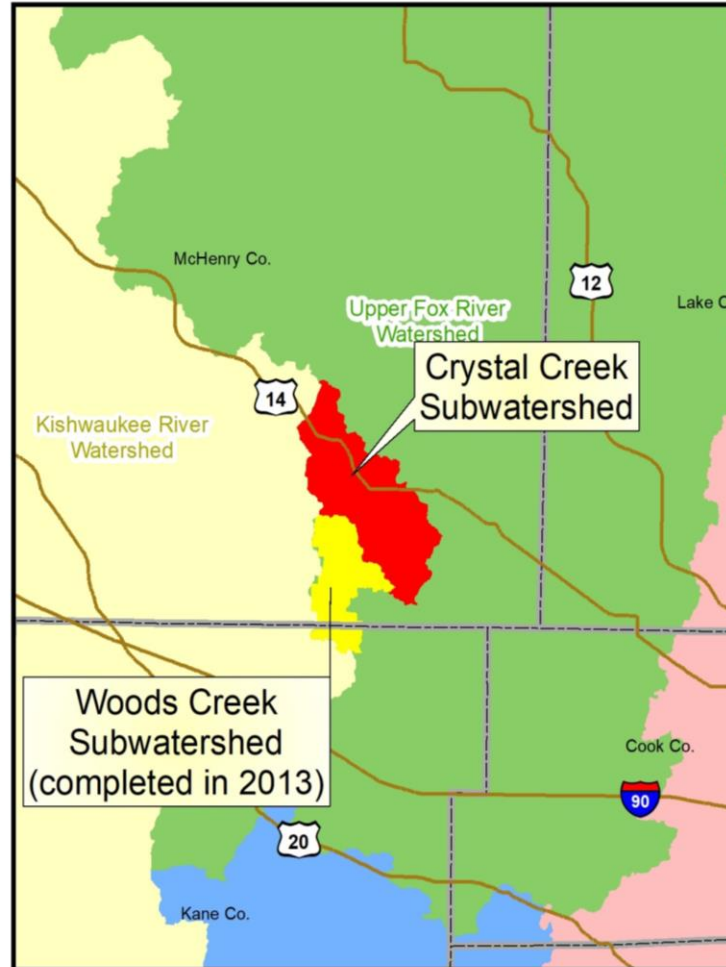 McHenry Co.
12
Upper Fox River
Watershed
Lake C
Crystal Creek
Subwatershed
14
Kishwaukee River
Watershed
Woods Creek
Subwatershed
(completed in 2013)
Cook Co.
90
20
Kane Co.